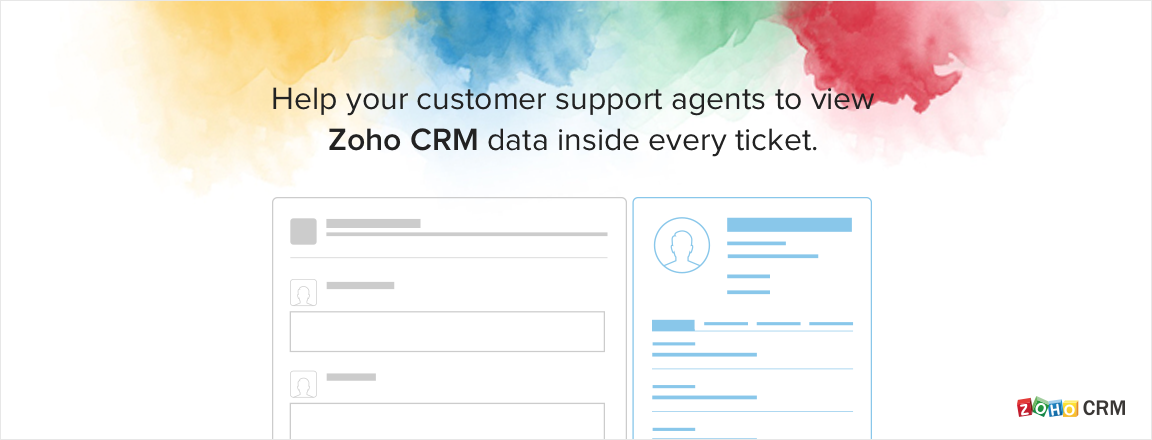 Help your customer support agents to view
Zoho CRM data inside every ticket.
ZOHO CRM